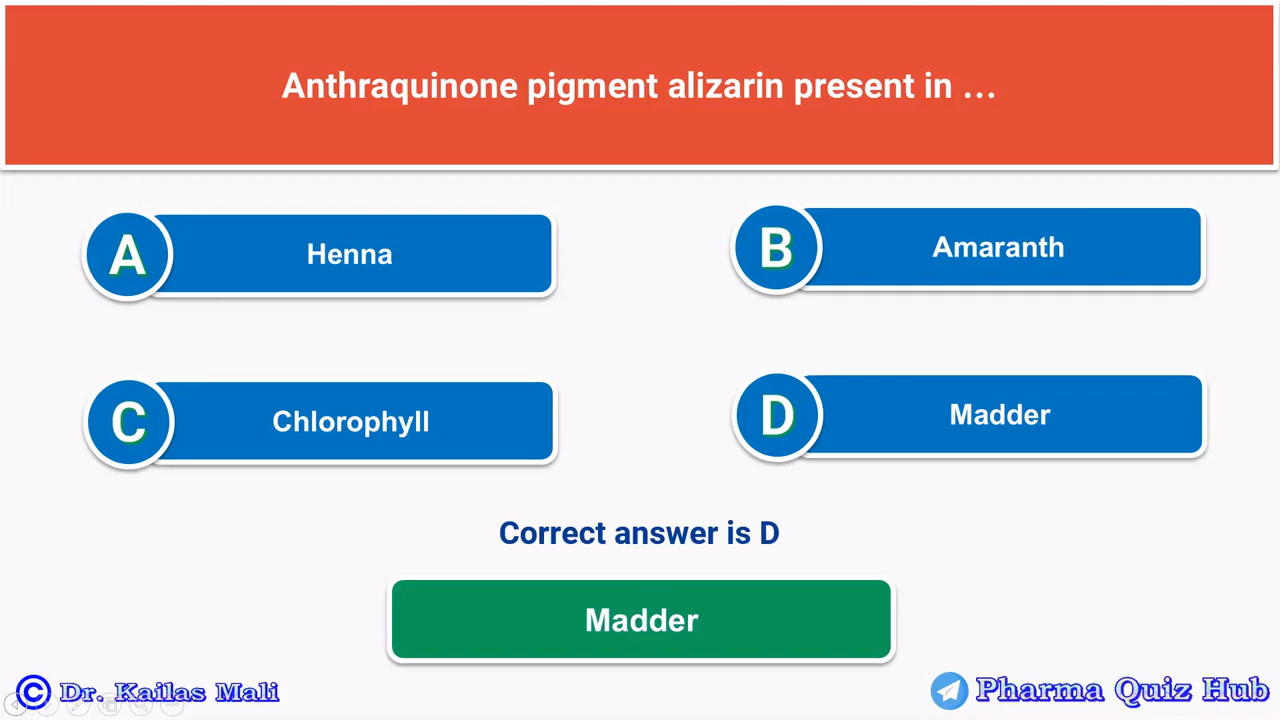 Anthraquinone pigment alizarin present in ...
A Henna
B Amaranth
C Chlorophyll
D Madder
Correct answer is D
Madder
© Dr. Kailas Mali
Pharma Quiz Hub